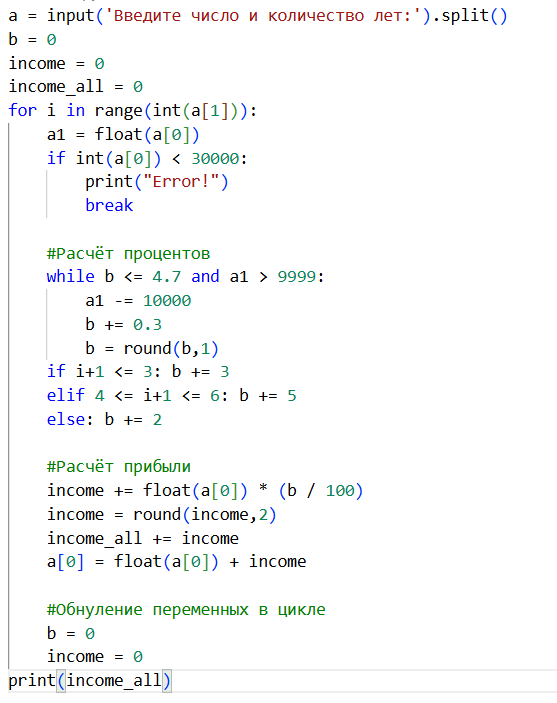 a = input('Введите число и количество лет:').split()
b = 0
income = 0
income_all = 0
for i in range(int(a[1])):
    a1 = float(a[0])
    if int(a[0]) < 30000:
        print("Error!")
        break

    #Расчёт процентов
    while b <= 4.7 and a1 > 9999:
        a1 -= 10000
        b += 0.3
        b = round(b,1)
    if i+1 <= 3: b += 3
    elif 4 <= i+1 <= 6: b += 5
    else: b += 2

    #Расчёт прибыли
    income += float(a[0]) * (b / 100)
    income = round(income,2)
    income_all += income
    a[0] = float(a[0]) + income

    #Обнуление переменных в цикле
    b = 0
    income = 0
print(income_all)